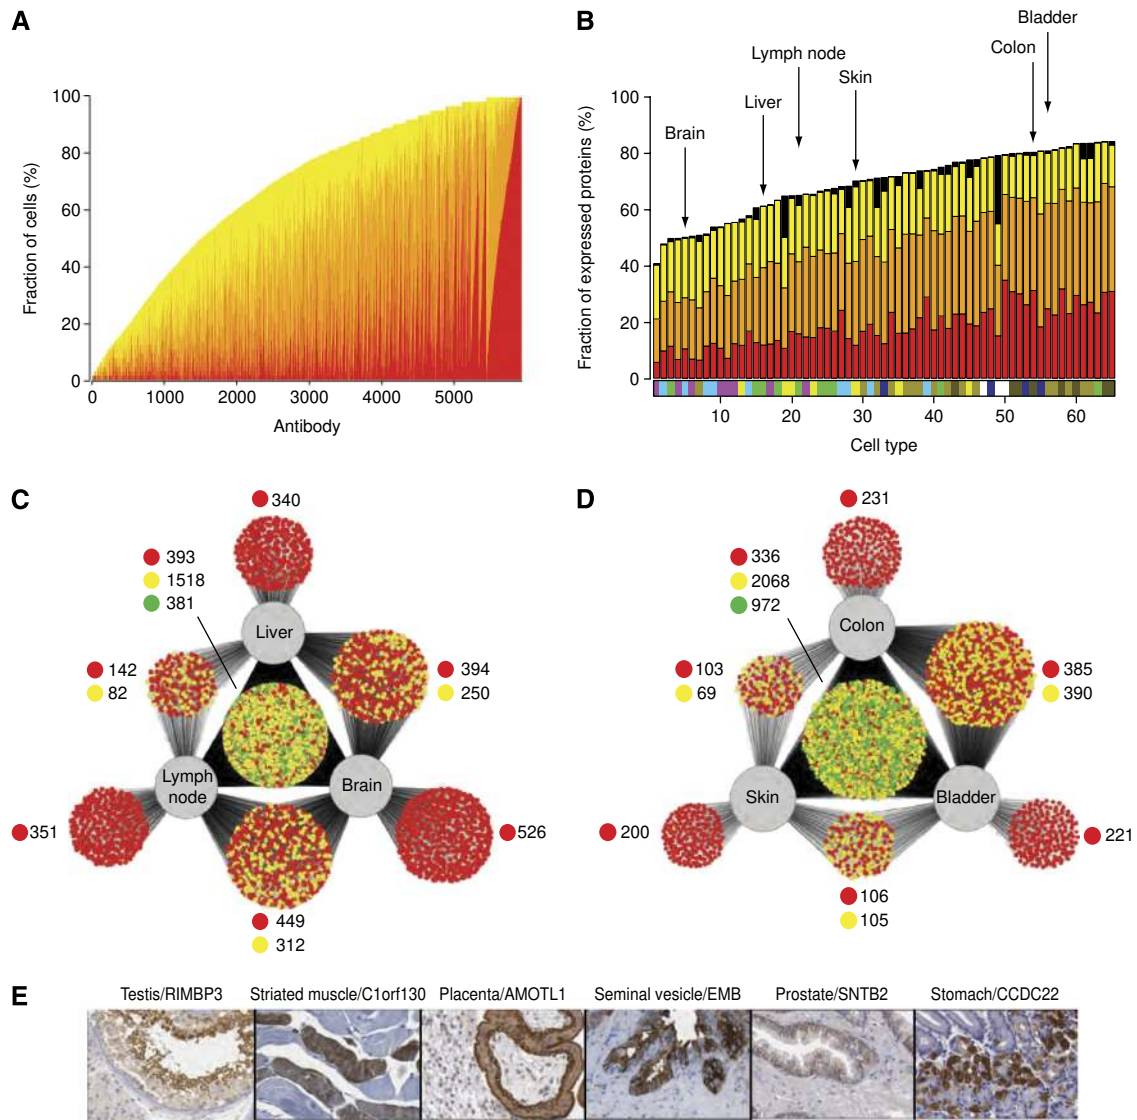 A
Fraction of cells (%)
100
80
60
40
20
0
0 1000 2000 3000 4000 5000
Antibody
B
Fraction of expressed proteins (%)
100
80
60
40
20
0
Brain
Liver
Lymph node
Skin
Colon
Bladder
10 20 30 40 50 60
Cell type
C
340
393
1518
381
Liver
142
82
394
250
Lymph
node
Brain
351
526
449
312
D
231
336
2068
972
Colon
103
69
385
390
Skin
Bladder
200
221
106
105
E
Testis/RIMBP3 Striated muscle/C1orf130 Placenta/AMOTL1 Seminal vesicle/EMB Prostate/SNTB2 Stomach/CCDC22